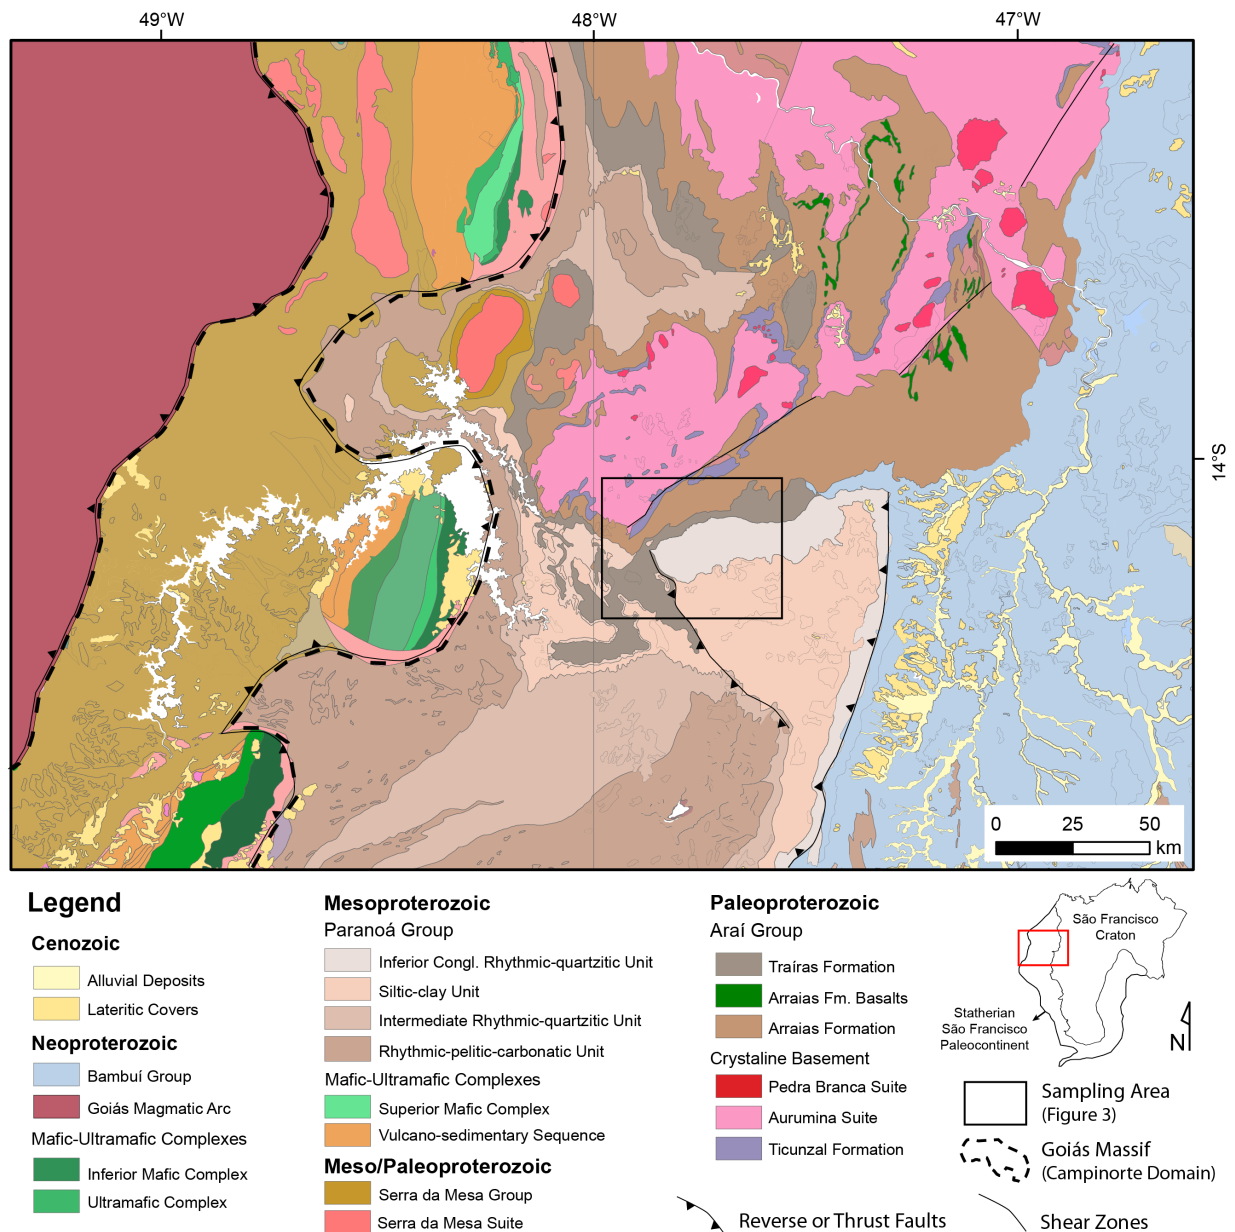 49°W
48°W
47°W
14°S
0 25 50
km
Legend
Cenozoic
Alluvial Deposits
Lateritic Covers
Neoproterozoic
Bambuí Group
Goiás Magmatic Arc
Mafic-Ultramafic Complexes
Inferior Mafic Complex
Ultramafic Complex
Mesoproterozoic
Paranoá Group
Inferior Congl. Rhythmic-quartzitic Unit
Siltic-clay Unit
Intermediate Rhythmic-quartzitic Unit
Rhythmic-pelitic-carbonatic Unit
Mafic-Ultramafic Complexes
Superior Mafic Complex
Vulcano-sedimentary Sequence
Meso/Paleoproterozoic
Serra da Mesa Group
Serra da Mesa Suite
Paleoproterozoic
Araí Group
Traíras Formation
Arraias Fm. Basalts
Arraias Formation
Crystaline Basement
Pedra Branca Suite
Aurumina Suite
Ticunzal Formation
Reverse or Thrust Faults
São Francisco
Craton
Statherian
São Francisco
Paleocontinent
N
Sampling Area
(Figure 3)
Goiás Massif
(Campinorte Domain)
Shear Zones